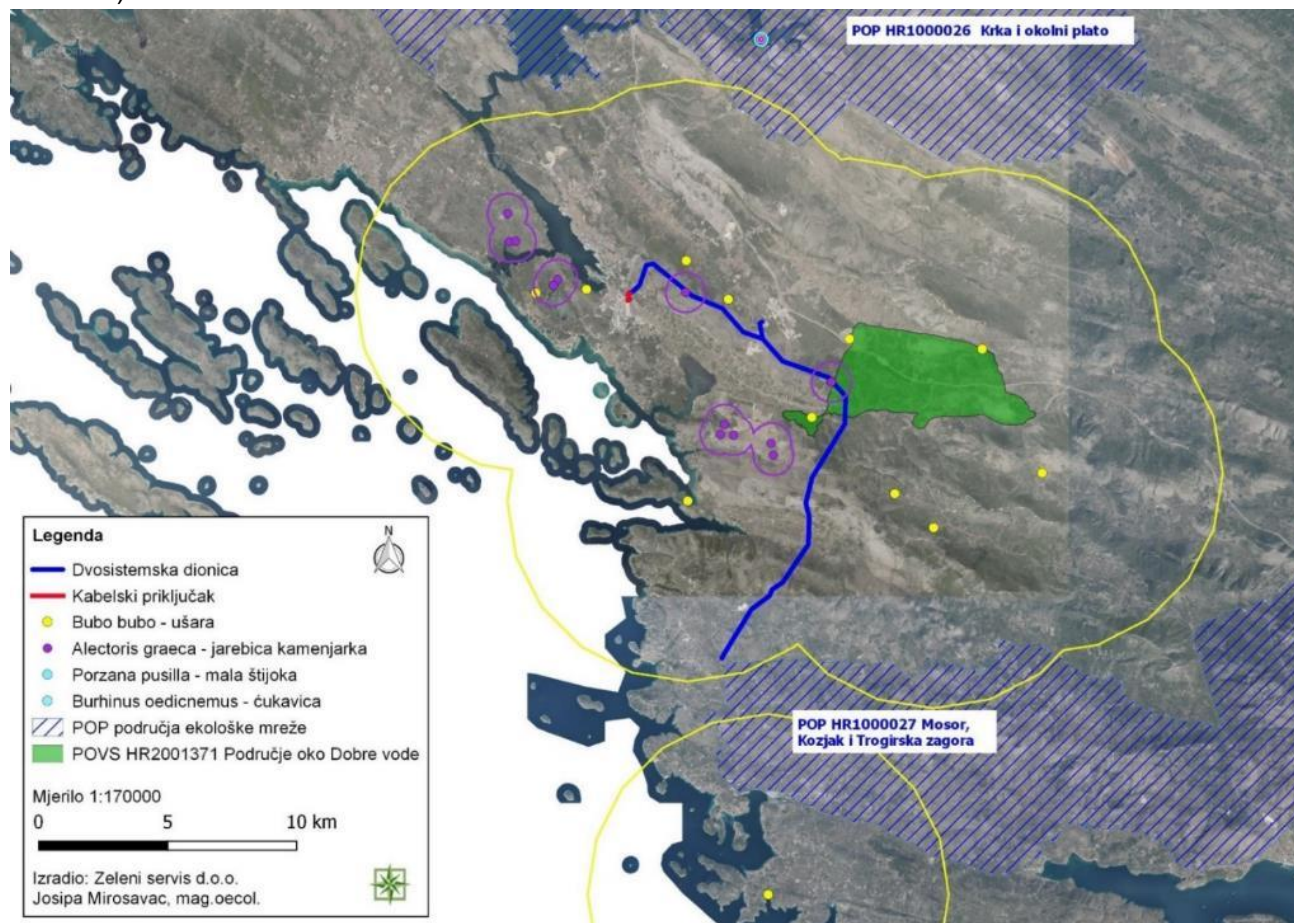 POP HR1000026 Krka i okolni plato
POP HR1000027 Mosor,
Kozjak i Trogirska zagora
Legenda
N
Dvosistemska dionica
Kabelski priključak
Bubo bubo - ušara
Alectoris graeca - jarebica kamenjarka
Porzana pusilla - mala štijoka
Burhinus oedicnemus - ćukavica
POP područja ekološke mreže
POVS HR2001371 Područje oko Dobre vode
Mjerilo 1:170000
0 5 10 km
Izradio: Zeleni servis d.o.o.
Josipa Mirosavac, mag.oecol.